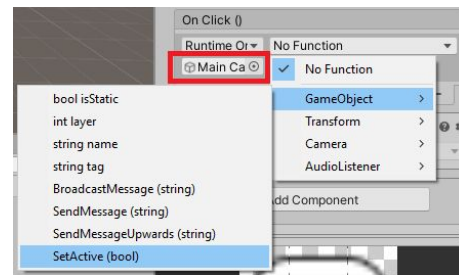 On Click ()
Runtime Or
No Function
Main Ca
No Function
GameObject
Transform
Camera
AudioListener
bool isStatic
int layer
string name
string tag
BroadcastMessage (string)
SendMessage (string)
SendMessageUpwards (string)
SetActive (bool)
dd Component